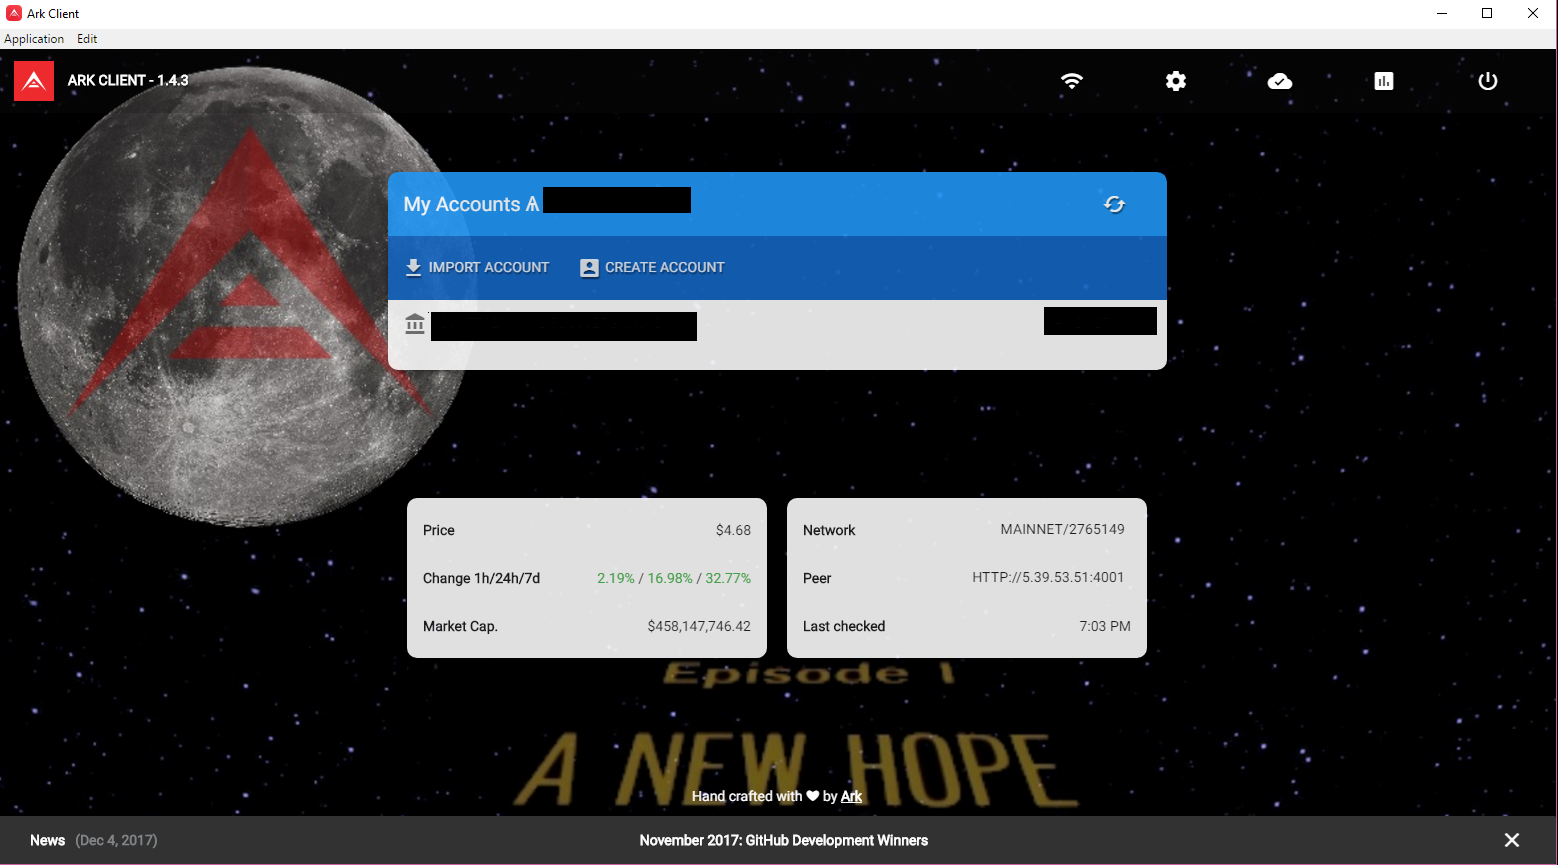 Ark Client
Application Edit
ARK CLIENT - 1.4.3
My Accounts Ѧ
IMPORT ACCOUNT CREATE ACCOUNT
Price $4.68
Change 1h/24h/7d 2.19% / 16.98% / 32.77%
Market Cap. $458,147,746.42
Network MAINNET/2765149
Peer HTTP://5.39.53.51:4001
Last checked 7:03 PM
Episode 1
A NEW HOPE
Hand crafted with ♥ by Ark
News (Dec 4, 2017) November 2017: GitHub Development Winners